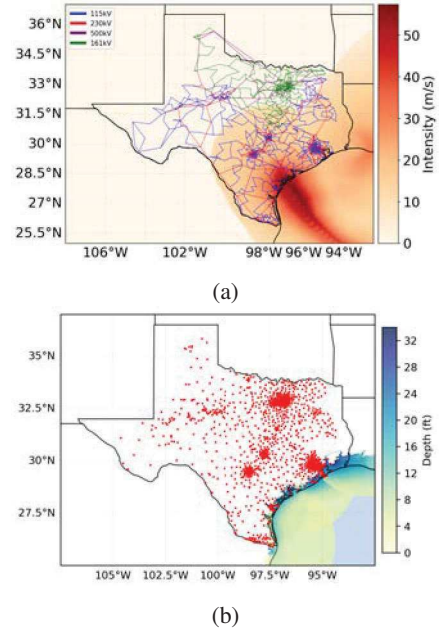 36°N
34.5°N
33°N
31.5°N
30°N
28.5°N
27°N
25.5°N
115kV
230kV
500kV
161kV
106°W 102°W 98°W 96°W 94°W
50
40
30
20
10
0
Intensity (m/s)
(a)
35°N
32.5°N
30°N
27.5°N
105°W 102.5°W 100°W 97.5°W 95°W
32
28
24
20
16
12
8
4
0
Depth (ft)
(b)